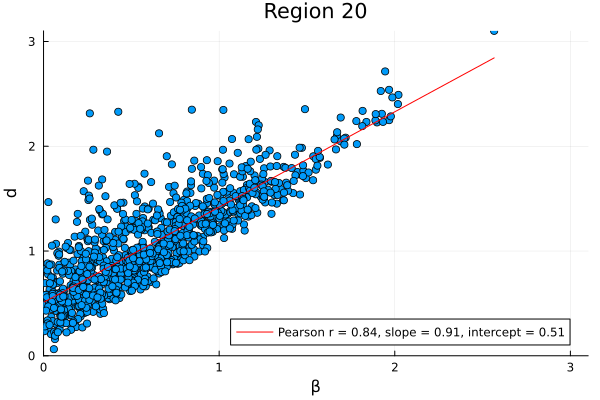 Region 20
3
2
d
1
Pearson r = 0.84, slope = 0.91, intercept = 0.51
0
0 1 2 3
β